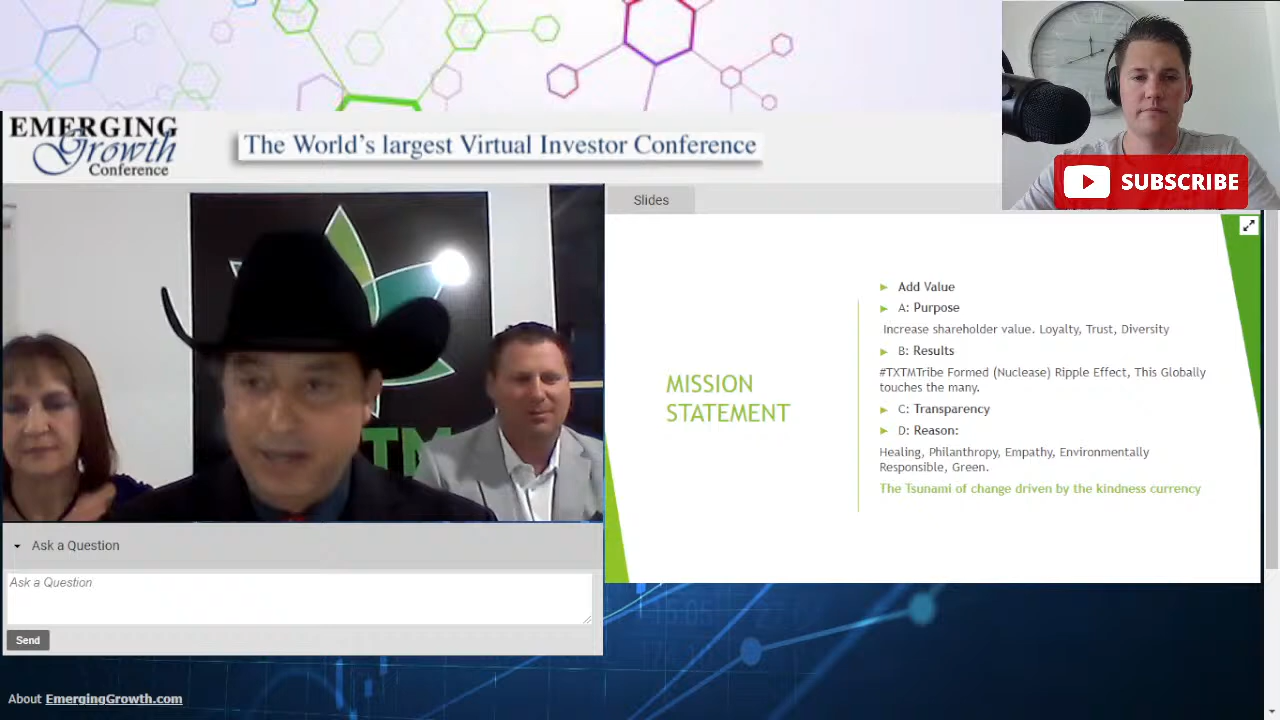 EMERGING
Growth
Conference
The World's largest Virtual Investor Conference
SUBSCRIBE
Slides
Add Value
A: Purpose
Increase shareholder value. Loyalty, Trust, Diversity
B: Results
#TXTMTribe Formed (Nuclease) Ripple Effect, This Globally
touches the many.
MISSION
STATEMENT
C: Transparency
D: Reason:
Healing, Philanthropy, Empathy, Environmentally
Responsible, Green.
The Tsunami of change driven by the kindness currency
Ask a Question
Ask a Question
Send
About EmergingGrowth.com